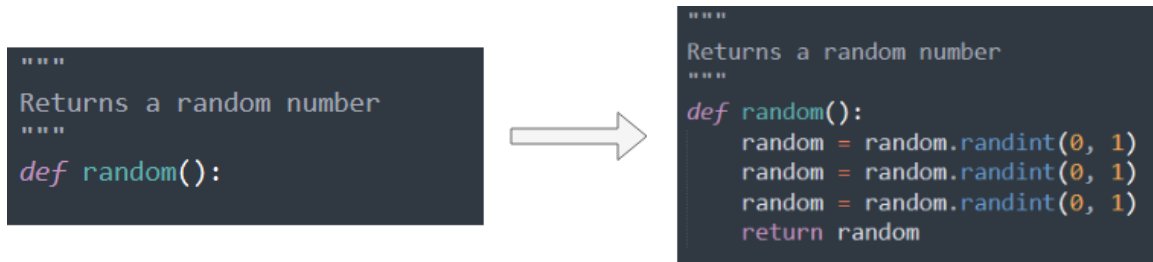 """
Returns a random number
"""
def random():
"""
Returns a random number
"""
def random():
    random = random.randint(0, 1)
    random = random.randint(0, 1)
    random = random.randint(0, 1)
    return random